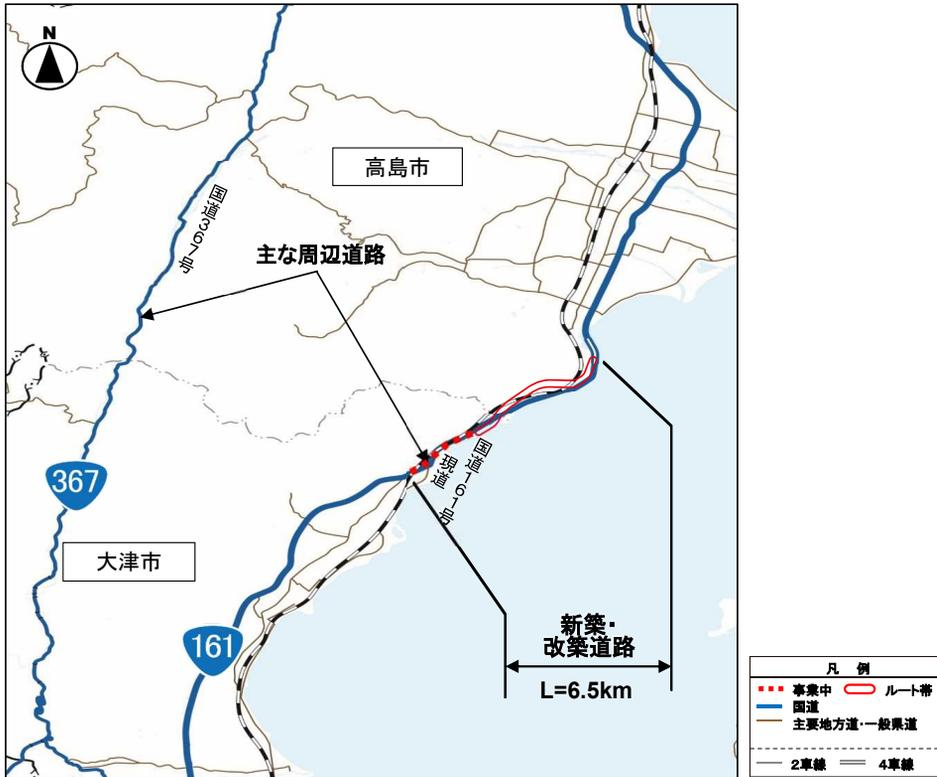 N
高島市
国道367号
主な周辺道路
国道161号
現道
367
大津市
161
新築・
改築道路
L=6.5km
凡 例
事業中 ルート帯
国道
主要地方道・一般県道
2車線 4車線